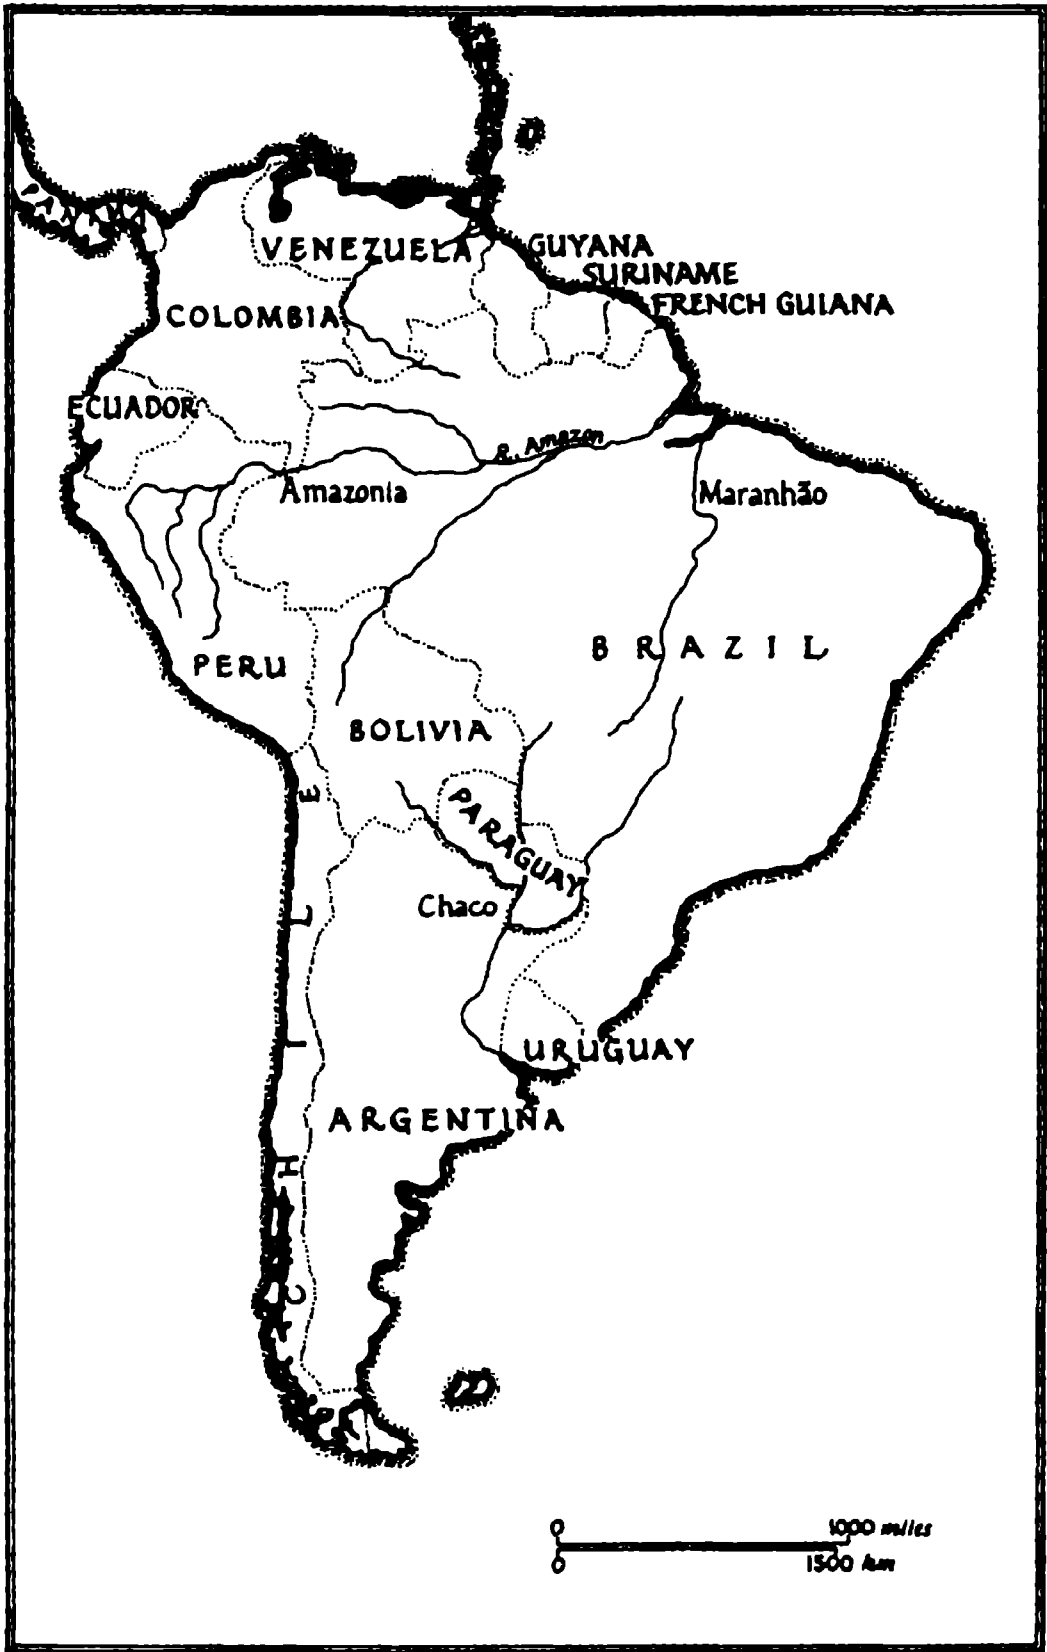 VENEZUELA
GUYANA
SURINAME
FRENCH GUIANA
COLOMBIA
ECUADOR
R. Amazon
Amazonia
Maranhão
BRAZIL
PERU
BOLIVIA
PARAGUAY
CHILE
Chaco
URUGUAY
ARGENTINA
0 1000 miles
0 1500 km